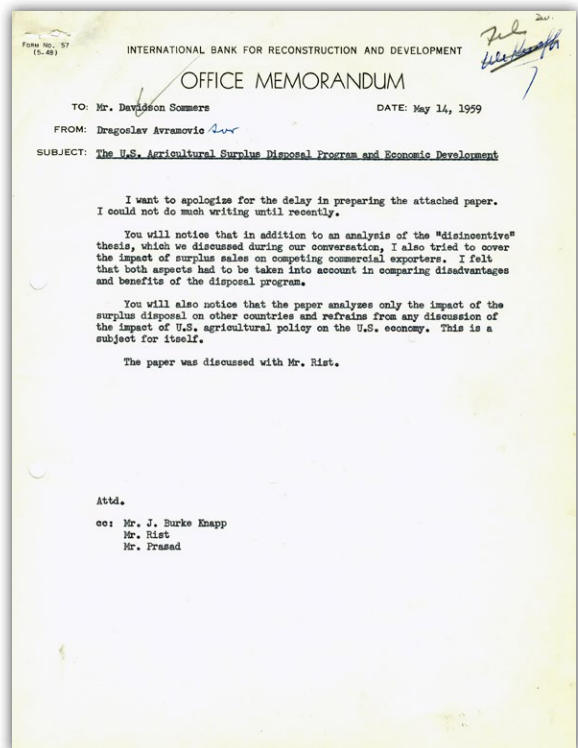 FORM NO. 57
(5-48)
INTERNATIONAL BANK FOR RECONSTRUCTION AND DEVELOPMENT
OFFICE MEMORANDUM
TO: Mr. Davidson Sommers DATE: May 14, 1959
FROM: Dragoslav Avramovic
SUBJECT: The U.S. Agricultural Surplus Disposal Program and Economic Development
I want to apologize for the delay in preparing the attached paper.
I could not do much writing until recently.
You will notice that in addition to an analysis of the "disincentive"
thesis, which we discussed during our conversation, I also tried to cover
the impact of surplus sales on competing commercial exporters. I felt
that both aspects had to be taken into account in comparing disadvantages
and benefits of the disposal program.
You will also notice that the paper analyzes only the impact of the
surplus disposal on other countries and refrains from any discussion of
the impact of U.S. agricultural policy on the U.S. economy. This is a
subject for itself.
The paper was discussed with Mr. Rist.
Attd.
cc: Mr. J. Burke Knapp
Mr. Rist
Mr. Prasad